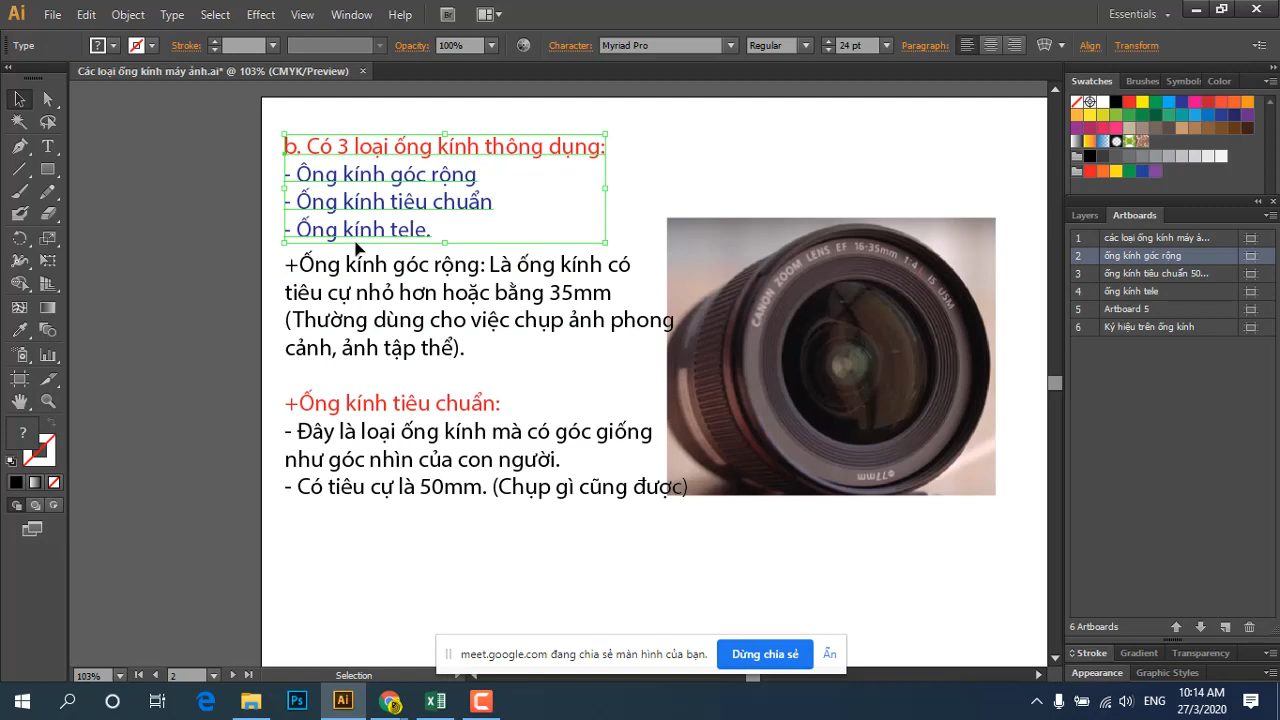 Ai File Edit Object Type Select Effect View Window Help Br Essentials
Type ? Stroke: Opacity: 100% Character: Myriad Pro Regular 24 pt Paragraph: Align Transform
Các loại ống kính máy ảnh.ai* @ 103% (CMYK/Preview)
Swatches Brushes Symbols Color
b. Có 3 loại ống kính thông dụng:
- Ông kính góc rộng
- Ống kính tiêu chuẩn
- Ống kính tele.
+Ống kính góc rộng: Là ống kính có
tiêu cự nhỏ hơn hoặc bằng 35mm
(Thường dùng cho việc chụp ảnh phong
cảnh, ảnh tập thể).
+Ống kính tiêu chuẩn:
- Đây là loại ống kính mà có góc giống
như góc nhìn của con người.
- Có tiêu cự là 50mm. (Chụp gì cũng được)
CANON ZOOM LENS EF 16-35mm 1:4 L IS USM
ø77mm
Layers Artboards
1 các loại ống kính máy ả...
2 ống kính góc rộng
3 ống kính tiêu chuẩn 50...
4 ống kính tele
5 Artboard 5
6 Ký hiệu trên ống kính
6 Artboards
Stroke Gradient Transparency
Appearance Graphic Styles
?
meet.google.com đang chia sẻ màn hình của bạn. Dừng chia sẻ Ẩn
103% 2 Selection
Ps Ai ENG
10:14 AM
27/3/2020